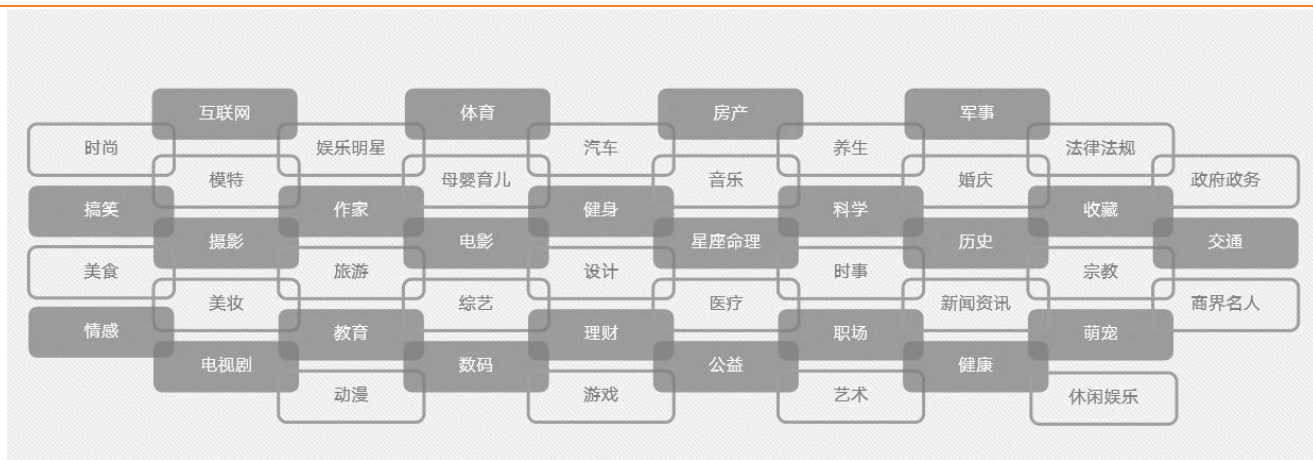 互联网 体育 房产 军事
时尚 娱乐明星 汽车 养生 法律法规
模特 母婴育儿 音乐 婚庆 政府政务
搞笑 作家 健身 科学 收藏
摄影 电影 星座命理 历史 交通
美食 旅游 设计 时事 宗教
美妆 综艺 医疗 新闻资讯 商界名人
情感 教育 理财 职场 萌宠
电视剧 数码 公益 健康
动漫 游戏 艺术 休闲娱乐